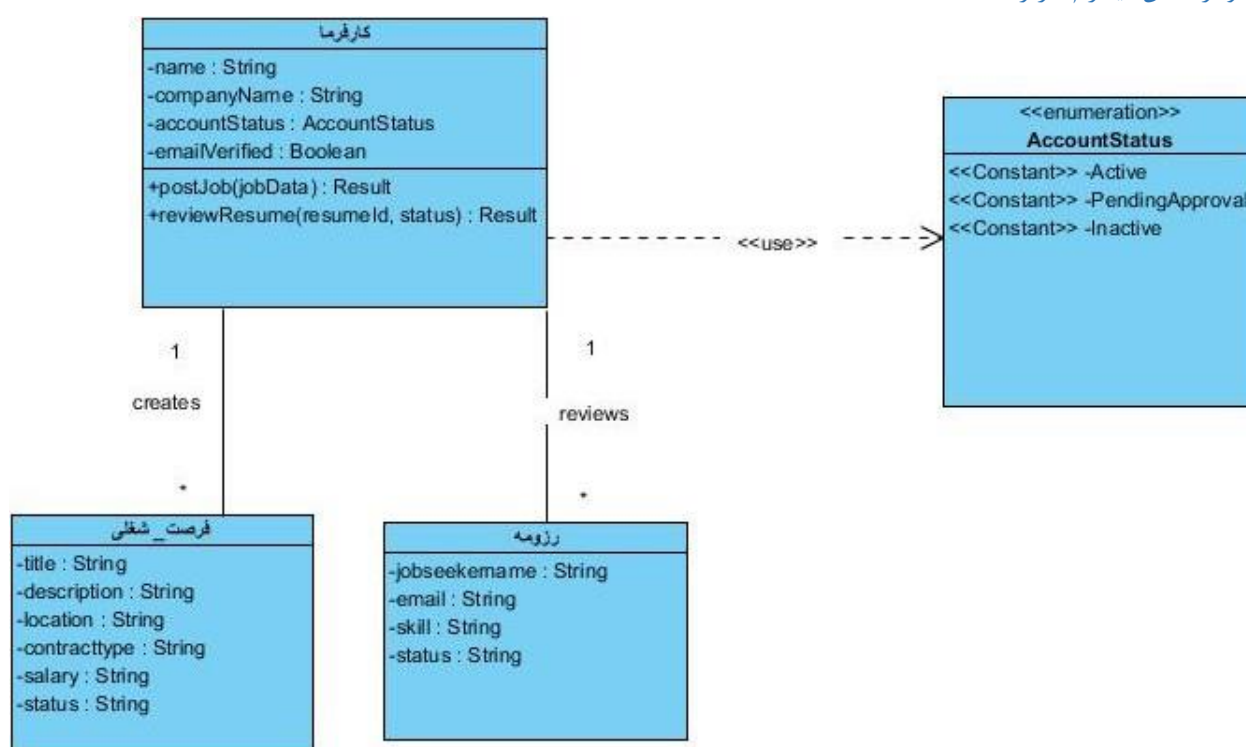 کارفرما
-name : String
-companyName : String
-accountStatus : AccountStatus
-emailVerified : Boolean
+postJob(jobData) : Result
+reviewResume(resumeId, status) : Result
<<use>>
<<enumeration>>
AccountStatus
<<Constant>> -Active
<<Constant>> -PendingApproval
<<Constant>> -Inactive
1
creates
*
1
reviews
*
فرصت_شغلی
-title : String
-description : String
-location : String
-contracttype : String
-salary : String
-status : String
رزومه
-jobseekername : String
-email : String
-skill : String
-status : String